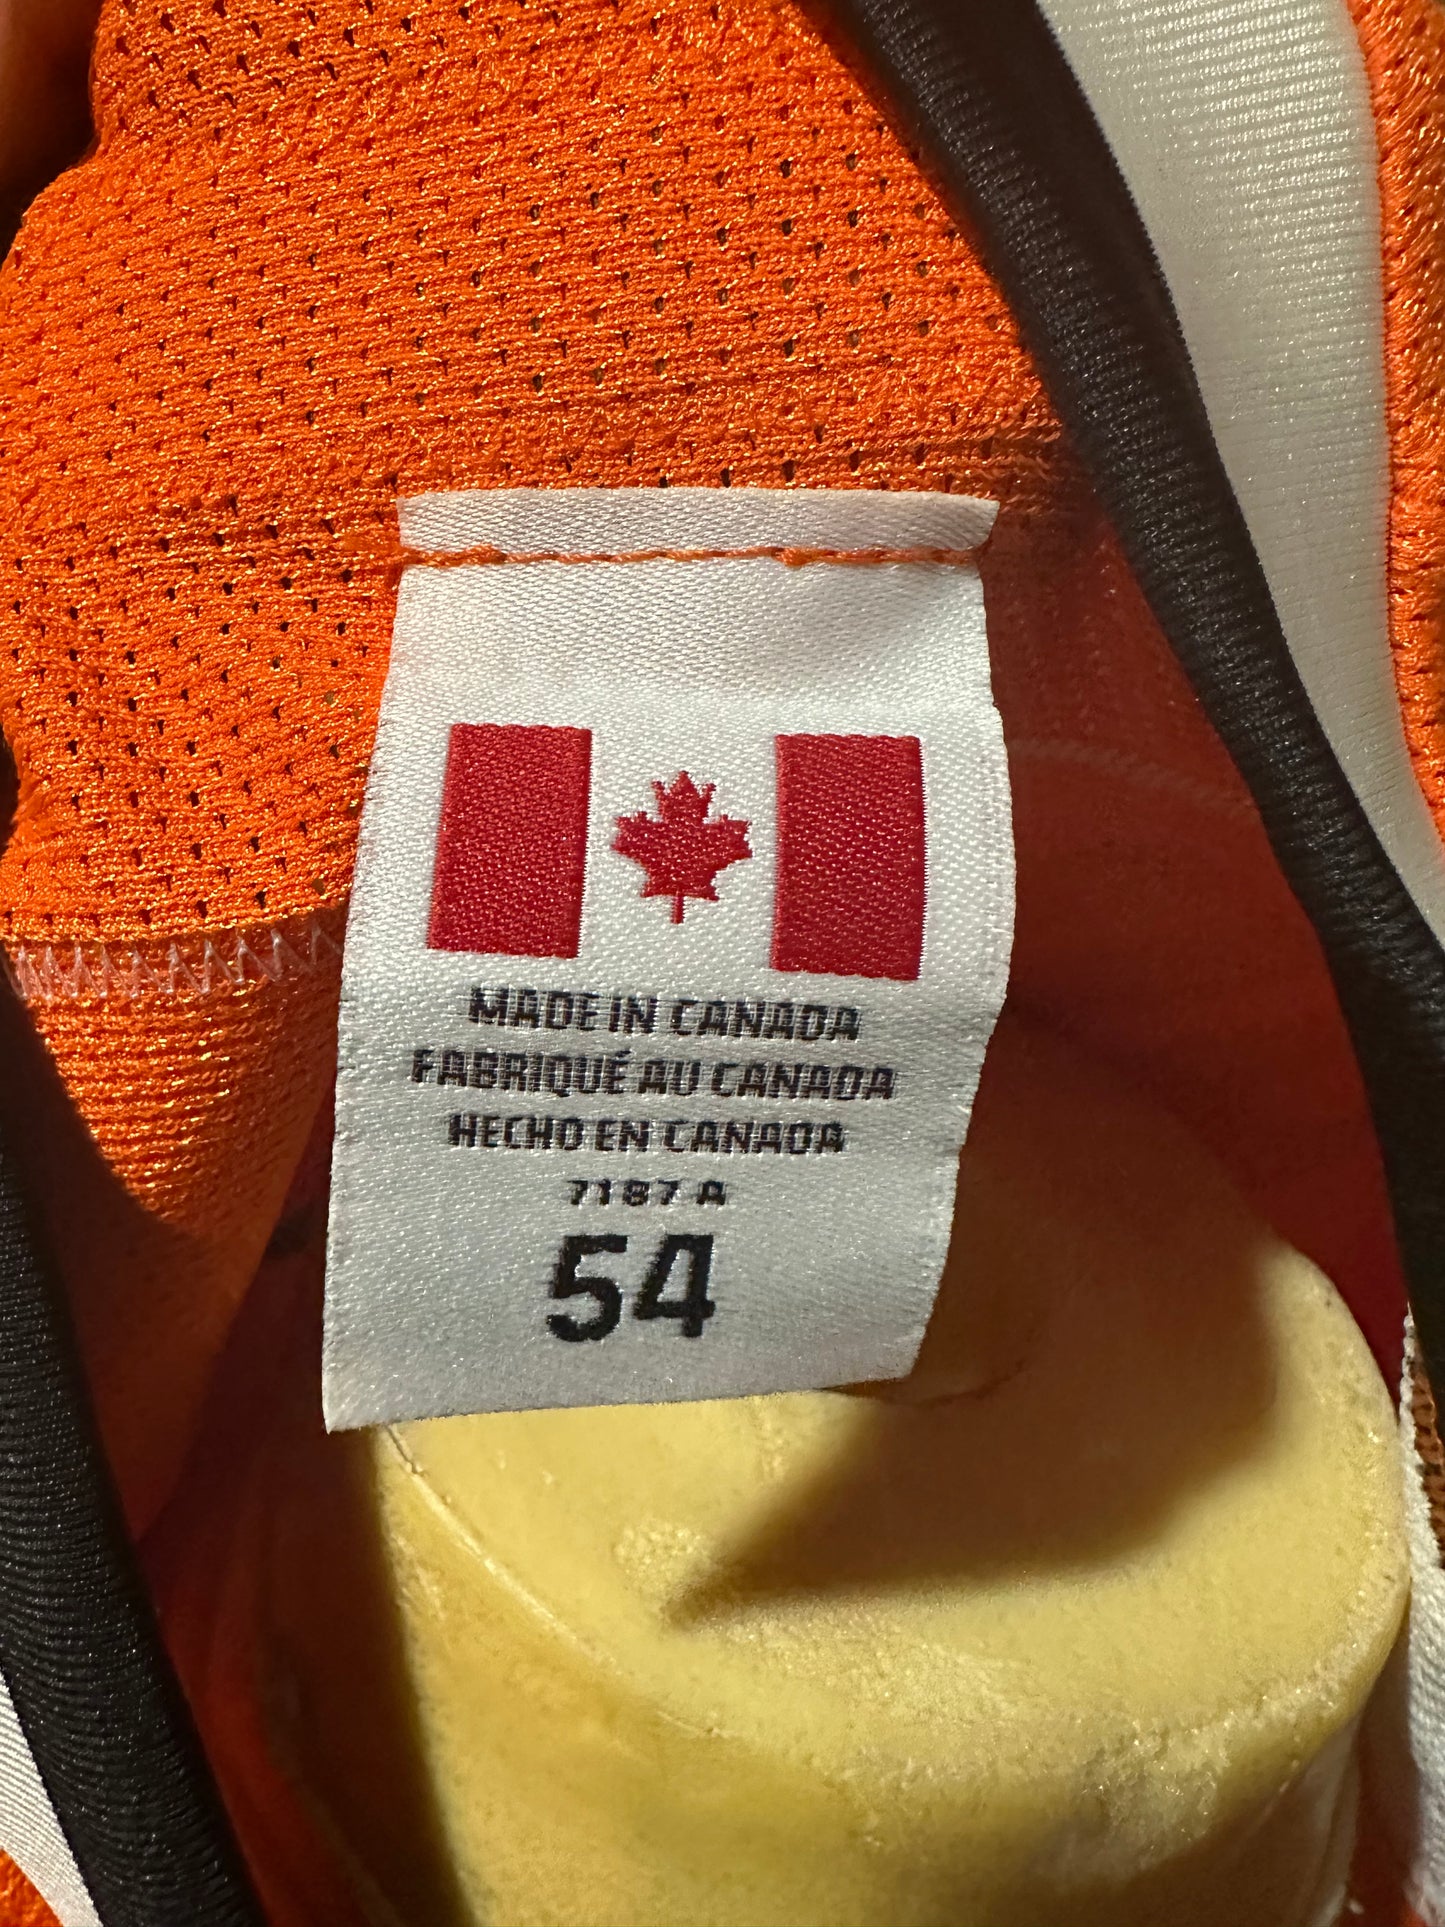 MADE IN CANADA
FABRIQUÉ AU CANADA
HECHO EN CANADA
7187 A
54